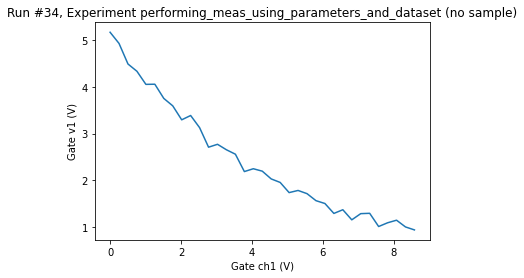 Run #34, Experiment performing_meas_using_parameters_and_dataset (no sample)
5
4
3
2
1
Gate v1 (V)
0 2 4 6 8
Gate ch1 (V)